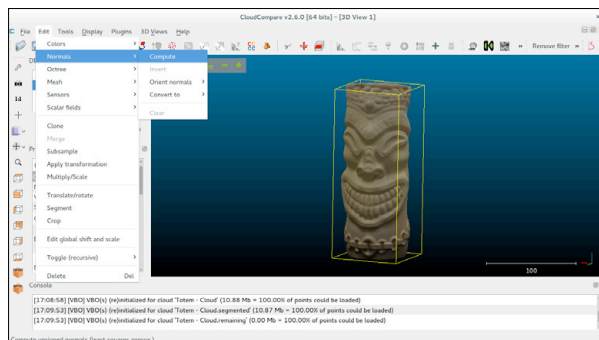 CloudCompare v2.6.0 [64 bits] - [3D View 1]
File Edit Tools Display Plugins 3D Views Help
Remove filter
Colors
Normals
Octree
Mesh
Sensors
Scalar fields
Clone
Merge
Subsample
Apply transformation
Multiply/Scale
Translate/rotate
Segment
Crop
Edit global shift and scale
Toggle (recursive)
Delete Del
Compute
Invert
Orient normals
Convert to
Clear
100
Console
[17:08:58] [VBO] VBO(s) (re)initialized for cloud 'Totem - Cloud' (10.88 Mb = 100.00% of points could be loaded)
[17:09:53] [VBO] VBO(s) (re)initialized for cloud 'Totem - Cloud.segmented' (10.87 Mb = 100.00% of points could be loaded)
[17:09:53] [VBO] VBO(s) (re)initialized for cloud 'Totem - Cloud.remaining' (0.00 Mb = 100.00% of points could be loaded)